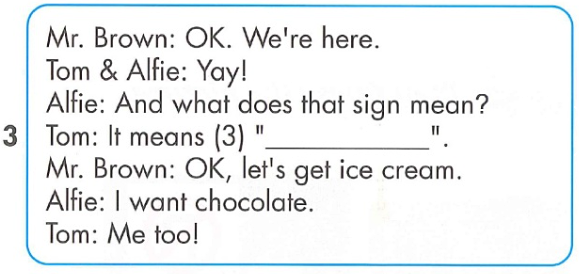 Mr. Brown: OK. We're here.
Tom & Alfie: Yay!
Alfie: And what does that sign mean?
3 Tom: It means (3) "_____________".
Mr. Brown: OK, let's get ice cream.
Alfie: I want chocolate.
Tom: Me too!